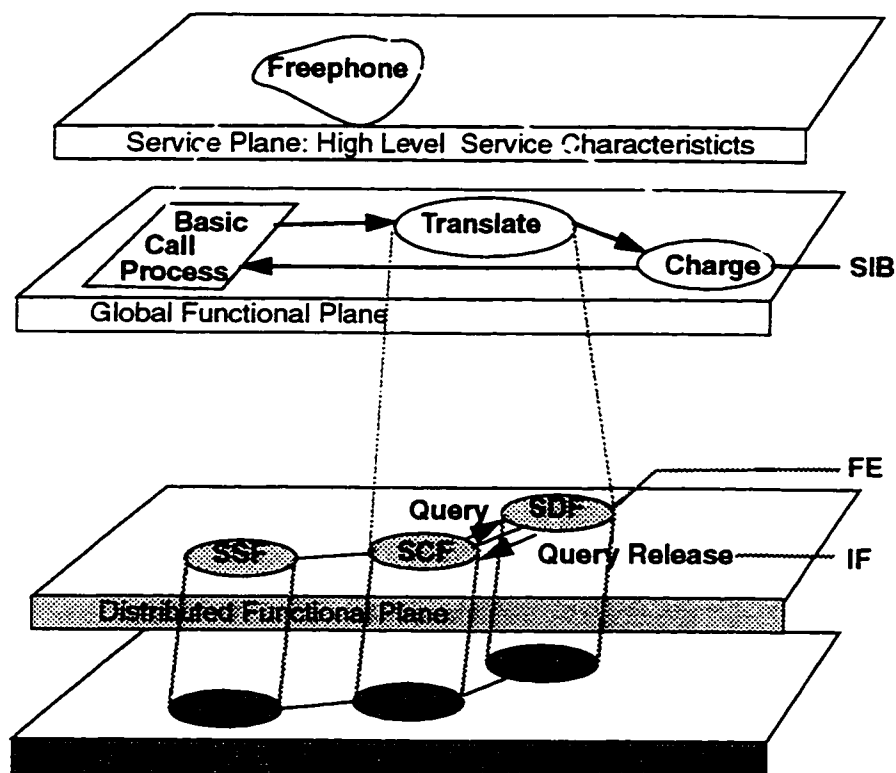 Freephone
Service Plane: High Level Service Characteristicts
Basic
Call
Process
Translate
Charge
SIB
Global Functional Plane
FE
Query
SDF
SSF
SCF
Query Release
IF
Distributed Functional Plane